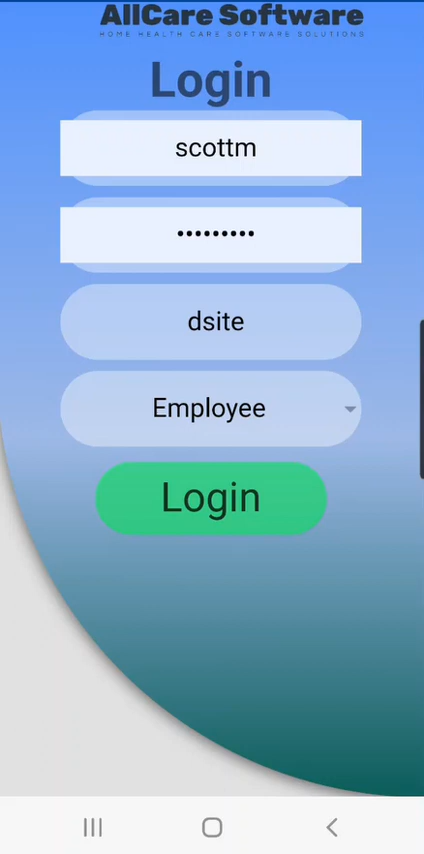 AllCare Software
HOME HEALTH CARE SOFTWARE SOLUTIONS
Login
scottm
•••••••••
dsite
Employee
Login